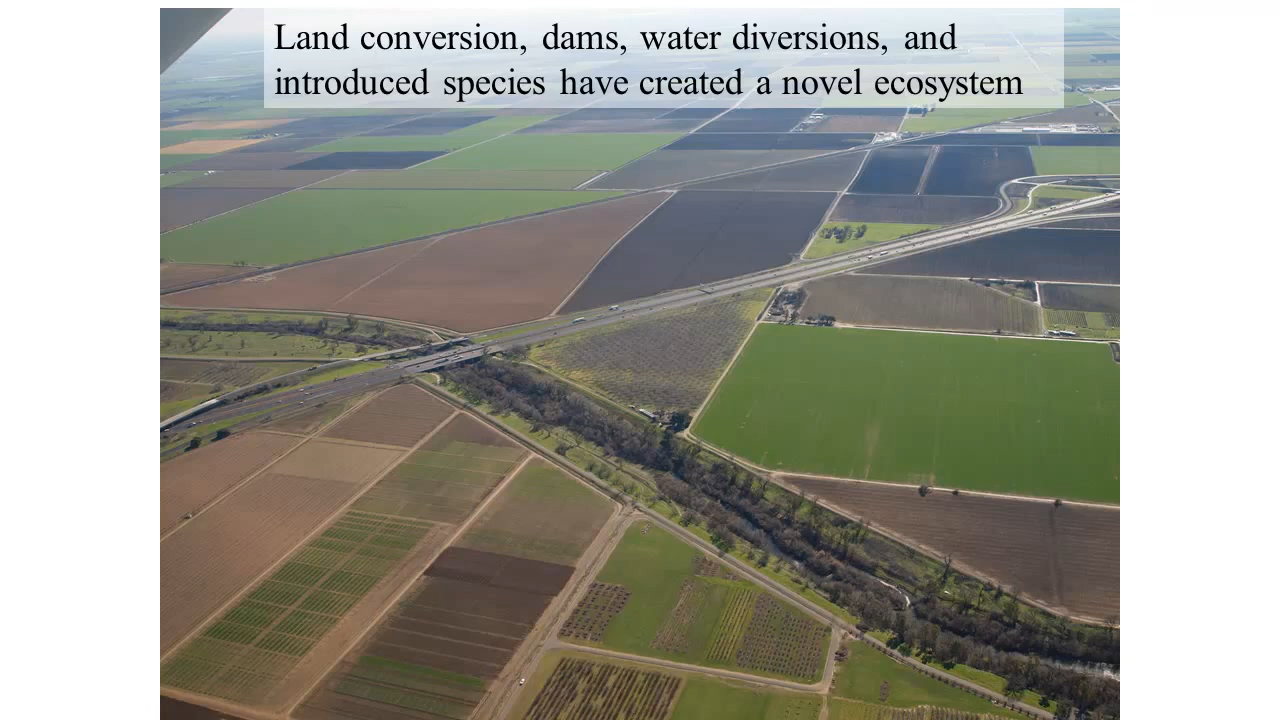 Land conversion, dams, water diversions, and
introduced species have created a novel ecosystem